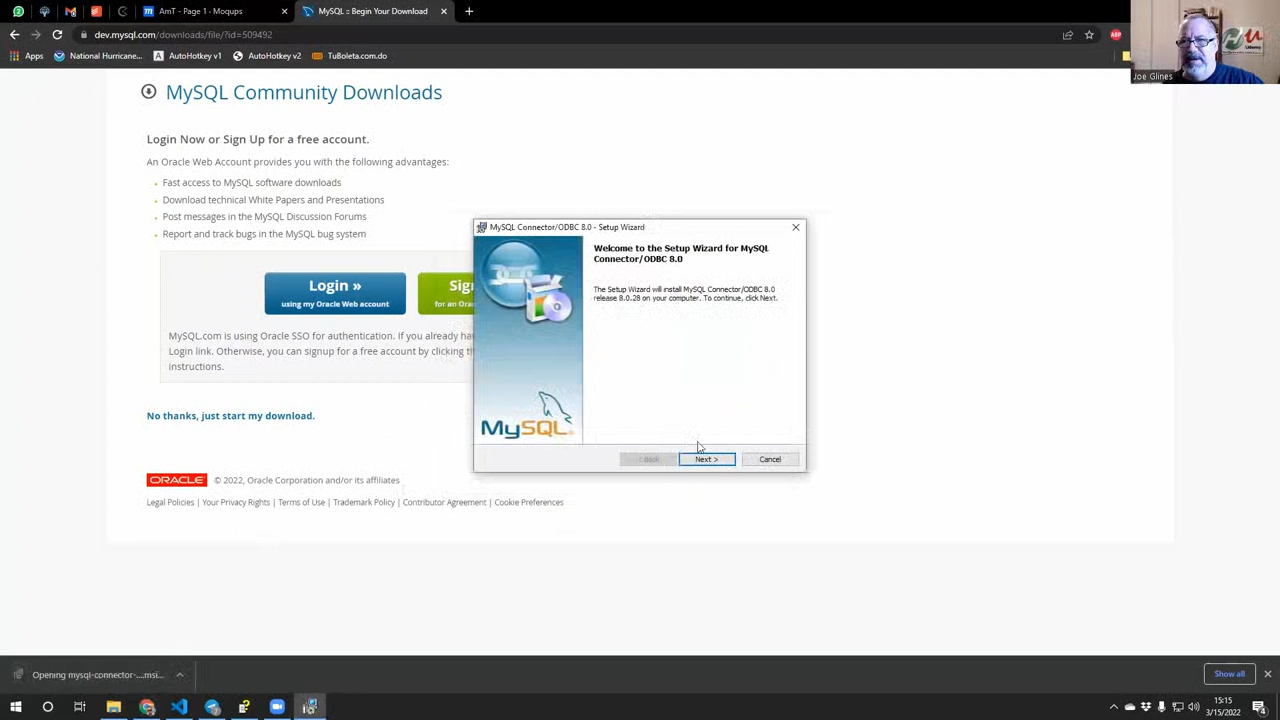 AmT - Page 1 - Moqups
MySQL :: Begin Your Download
dev.mysql.com/downloads/file/?id=509492
Apps
National Hurricane...
AutoHotkey v1
AutoHotkey v2
TuBoleta.com.do
ABP
Udemy
Joe Glines
MySQL Community Downloads
Login Now or Sign Up for a free account.
An Oracle Web Account provides you with the following advantages:
Fast access to MySQL software downloads
Download technical White Papers and Presentations
Post messages in the MySQL Discussion Forums
Report and track bugs in the MySQL bug system
Login »
using my Oracle Web account
Sig
for an Ora
MySQL.com is using Oracle SSO for authentication. If you already ha
Login link. Otherwise, you can signup for a free account by clicking th
instructions.
No thanks, just start my download.
ORACLE © 2022, Oracle Corporation and/or its affiliates
Legal Policies | Your Privacy Rights | Terms of Use | Trademark Policy | Contributor Agreement | Cookie Preferences
MySQL Connector/ODBC 8.0 - Setup Wizard
Welcome to the Setup Wizard for MySQL
Connector/ODBC 8.0
The Setup Wizard will install MySQL Connector/ODBC 8.0
release 8.0.28 on your computer. To continue, click Next.
MySQL
< Back
Next >
Cancel
Opening mysql-connector-....msi...
Show all
15:15
3/15/2022
4